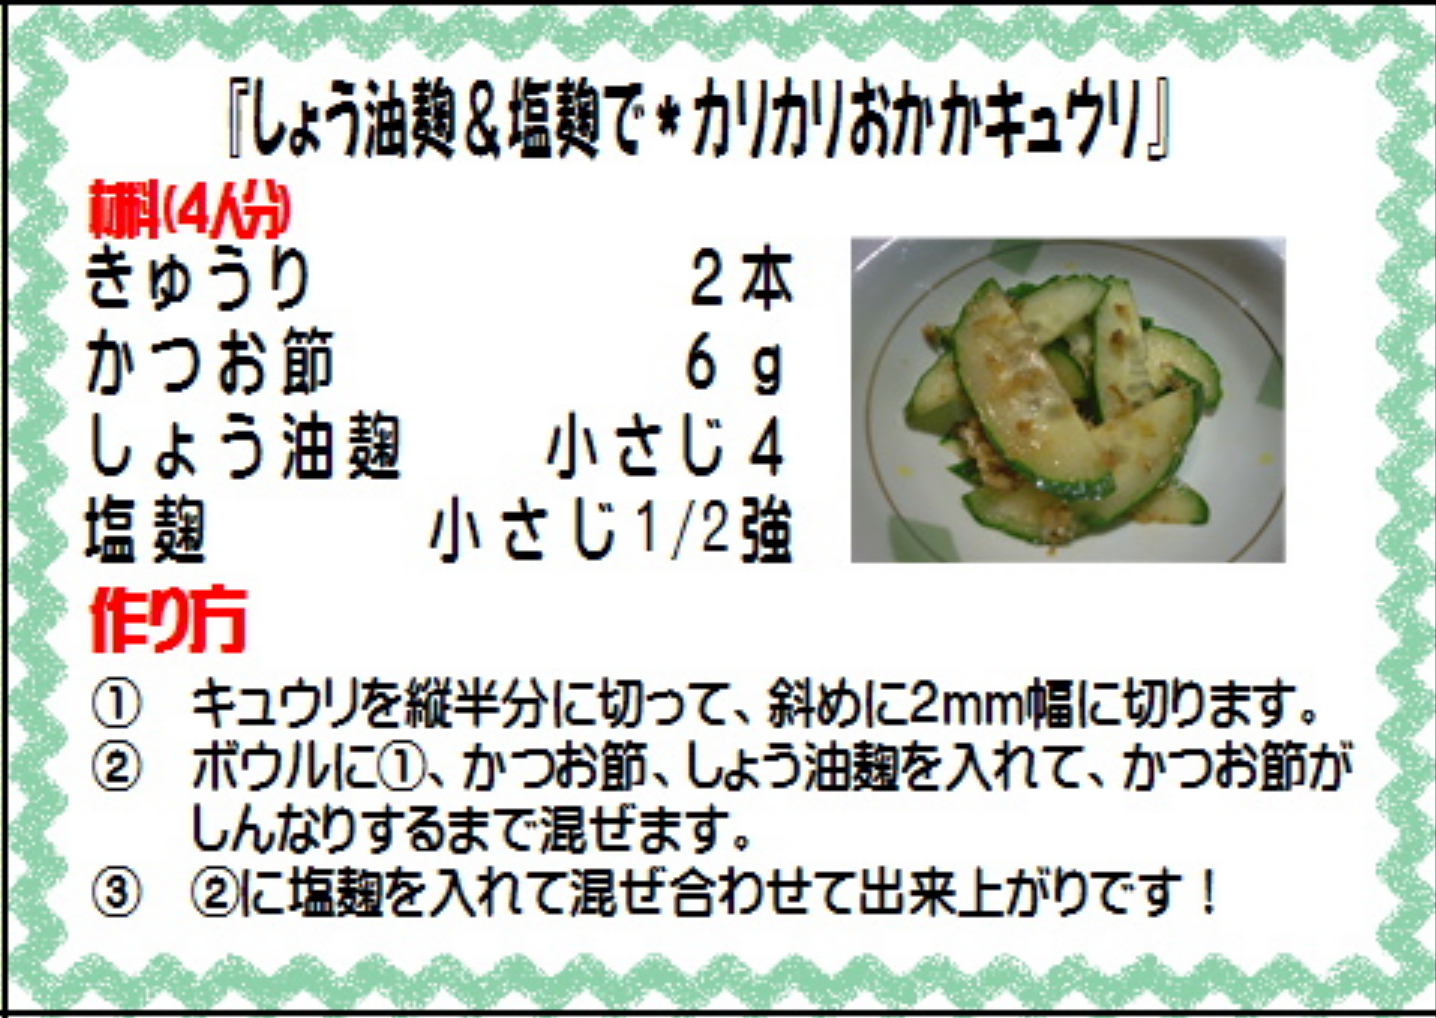 『しょう油麹＆塩麹で＊カリカリおかかキュウリ』
材料(４人分)
きゅうり　２本
かつお節　６ｇ
しょう油麹　小さじ４
塩麹　小さじ1/2強
作り方
①　キュウリを縦半分に切って、斜めに2mm幅に切ります。
②　ボウルに①、かつお節、しょう油麹を入れて、かつお節が
しんなりするまで混ぜます。
③　②に塩麹を入れて混ぜ合わせて出来上がりです！